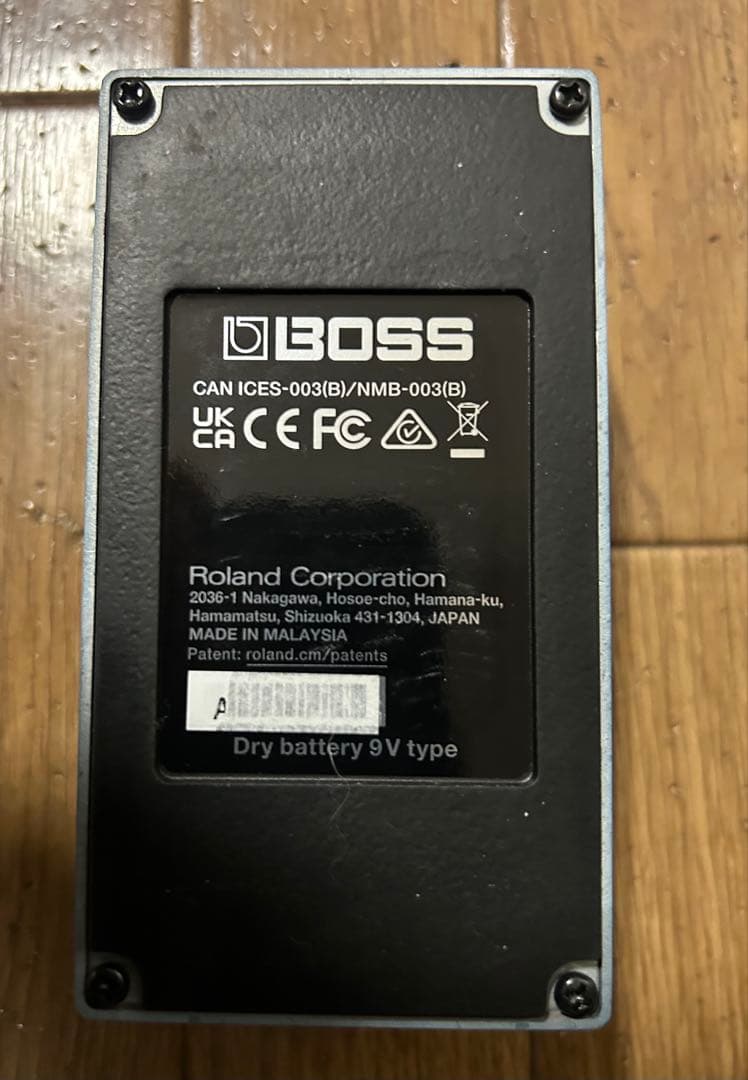 BOSS
CAN ICES-003(B)/NMB-003(B)
UK
CA CE FC
Roland Corporation
2036-1 Nakagawa, Hosoe-cho, Hamana-ku,
Hamamatsu, Shizuoka 431-1304, JAPAN
MADE IN MALAYSIA
Patent: roland.cm/patents
A
Dry battery 9V type